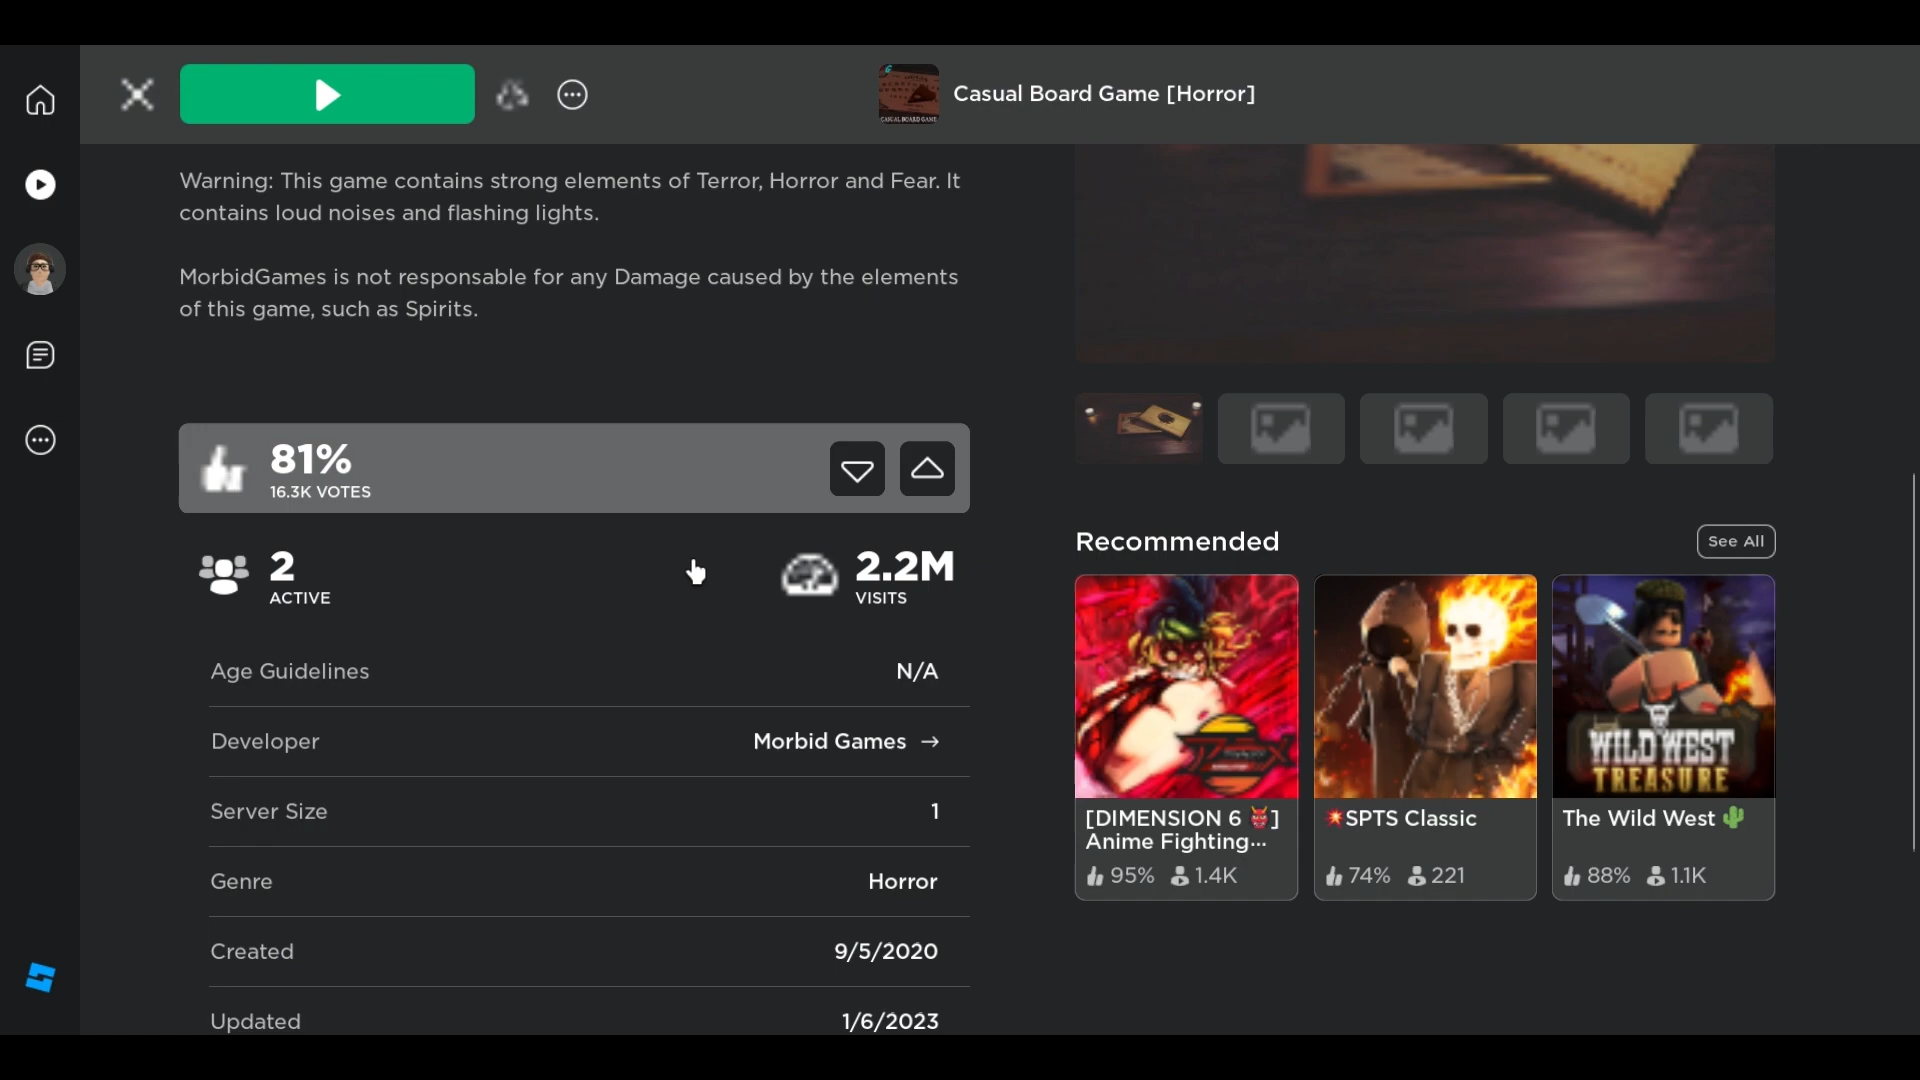 Casual Board Game [Horror]
Warning: This game contains strong elements of Terror, Horror and Fear. It
contains loud noises and flashing lights.
MorbidGames is not responsable for any Damage caused by the elements
of this game, such as Spirits.
81%
16.3K VOTES
2
ACTIVE
2.2M
VISITS
Age Guidelines
N/A
Developer
Morbid Games →
Server Size
1
Genre
Horror
Created
9/5/2020
Updated
1/6/2023
Recommended
See All
WILD WEST
TREASURE
[DIMENSION 6 👹]
Anime Fighting...
95% 1.4K
💥SPTS Classic
74% 221
The Wild West 🌵
88% 1.1K